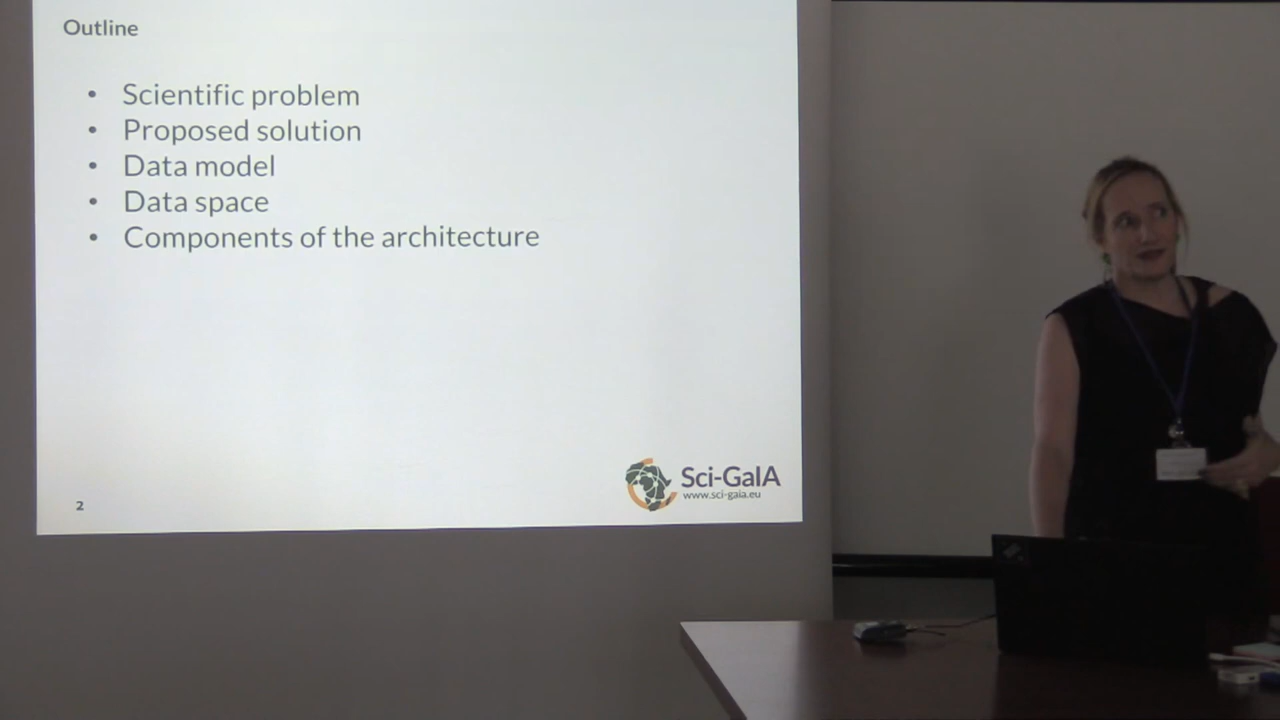 Outline
• Scientific problem
• Proposed solution
• Data model
• Data space
• Components of the architecture
Sci-GaIA
www.sci-gaia.eu
2